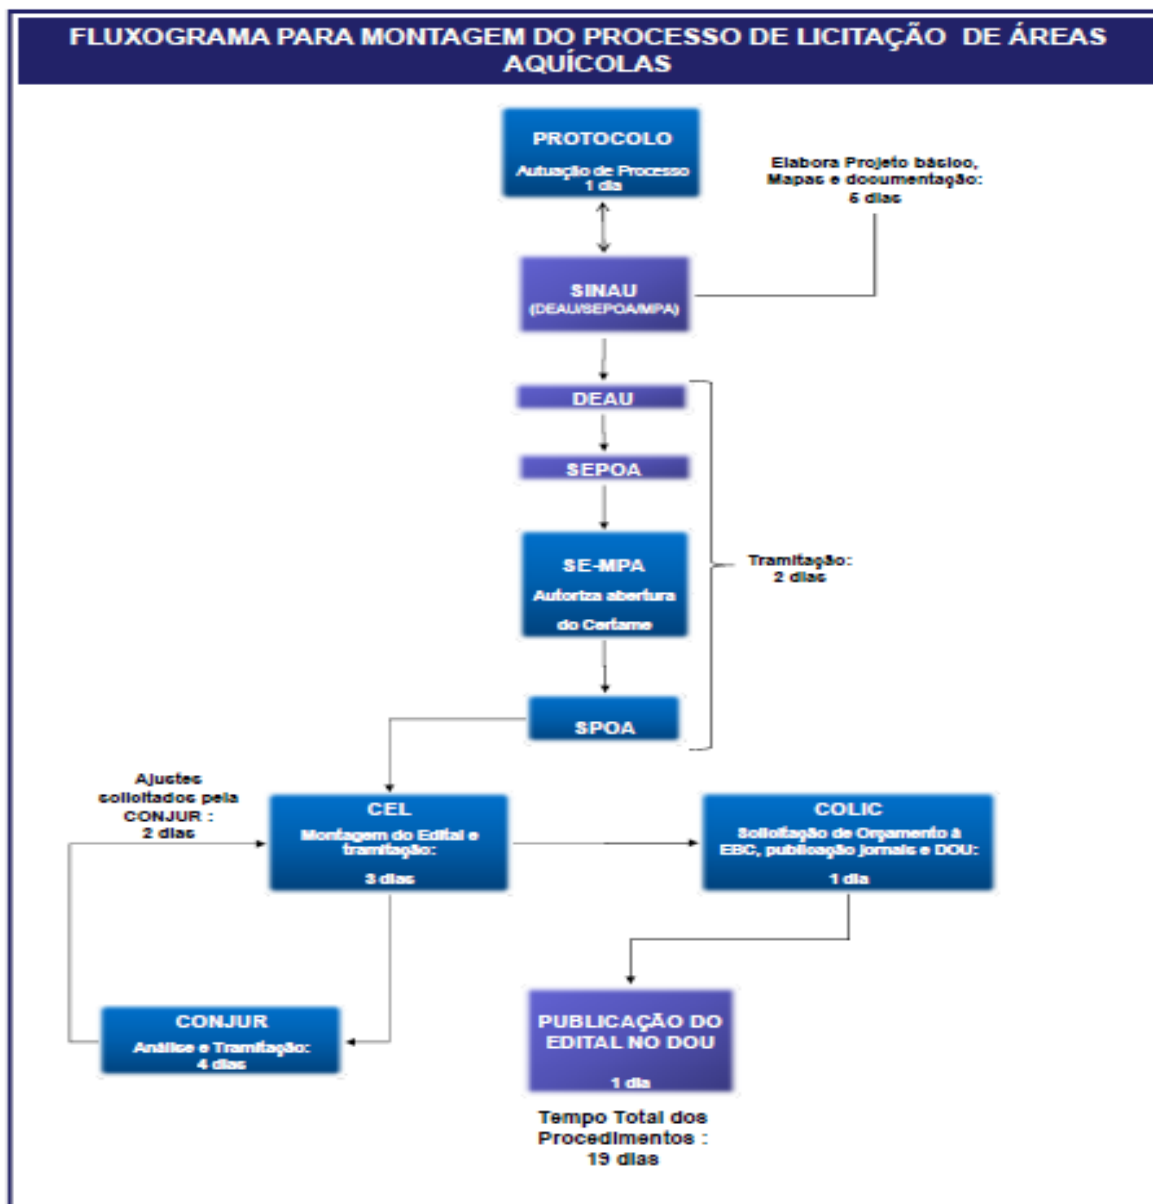 FLUXOGRAMA PARA MONTAGEM DO PROCESSO DE LICITAÇÃO DE ÁREAS
AQUÍCOLAS
PROTOCOLO
Autuação de Processo
1 dia
Elabora Projeto básico,
Mapas e documentação:
5 dias
SINAU
(DEAU/SEPOA/MPA)
DEAU
SEPOA
SE-MPA
Autoriza abertura
do Certame
Tramitação:
2 dias
SPOA
Ajustes
solicitados pela
CONJUR :
2 dias
CEL
Montagem do Edital e
tramitação:
3 dias
COLIC
Solicitação de Orçamento à
EBC, publicação jornais e DOU:
1 dia
CONJUR
Análise e Tramitação:
4 dias
PUBLICAÇÃO DO
EDITAL NO DOU
1 dia
Tempo Total dos
Procedimentos :
19 dias